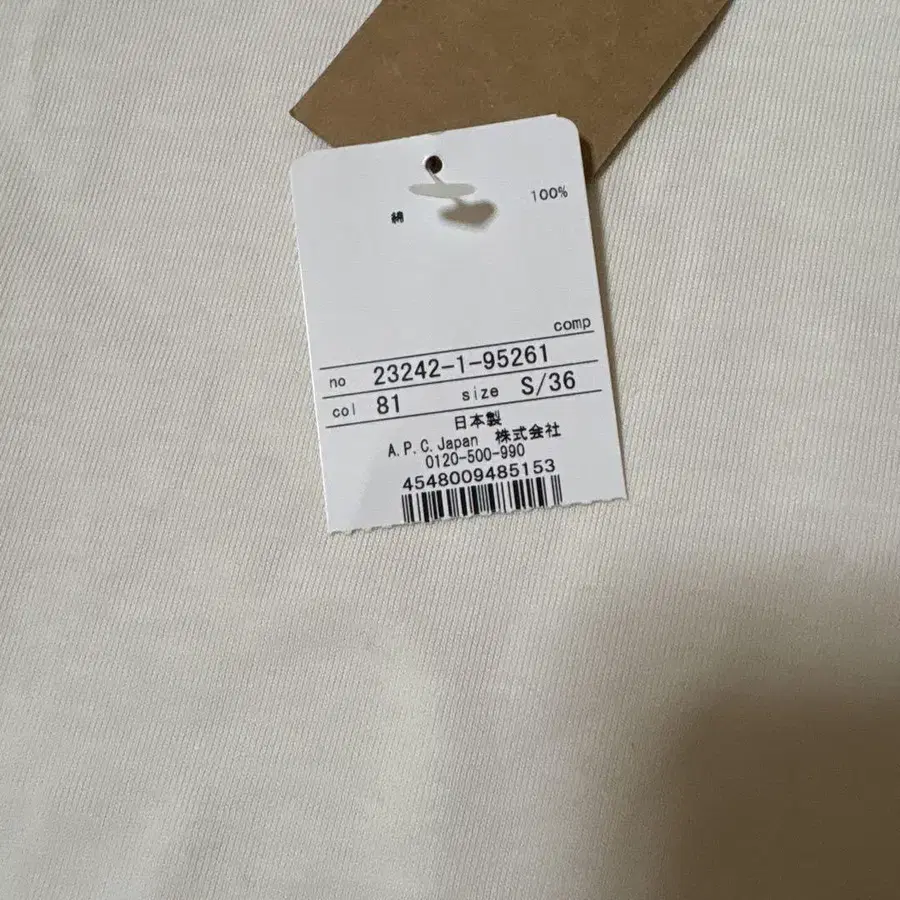 綿 100%
comp
no 23242-1-95261
col 81 size S/36
日本製
A.P.C.Japan 株式会社
0120-500-990
4548009485153